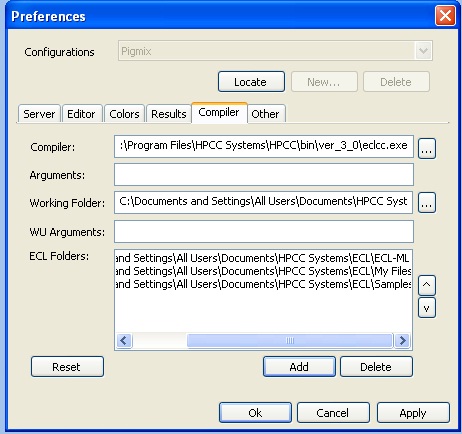 Preferences
Configurations Pigmix
Locate New... Delete
Server Editor Colors Results Compiler Other
Compiler: :\Program Files\HPCC Systems\HPCC\bin\ver_3_0\eclcc.exe ...
Arguments:
Working Folder: C:\Documents and Settings\All Users\Documents\HPCC Syst ...
WU Arguments:
ECL Folders: and Settings\All Users\Documents\HPCC Systems\ECL\ECL-ML
and Settings\All Users\Documents\HPCC Systems\ECL\My Files
and Settings\All Users\Documents\HPCC Systems\ECL\Samples
^
v
Reset Add Delete
Ok Cancel Apply